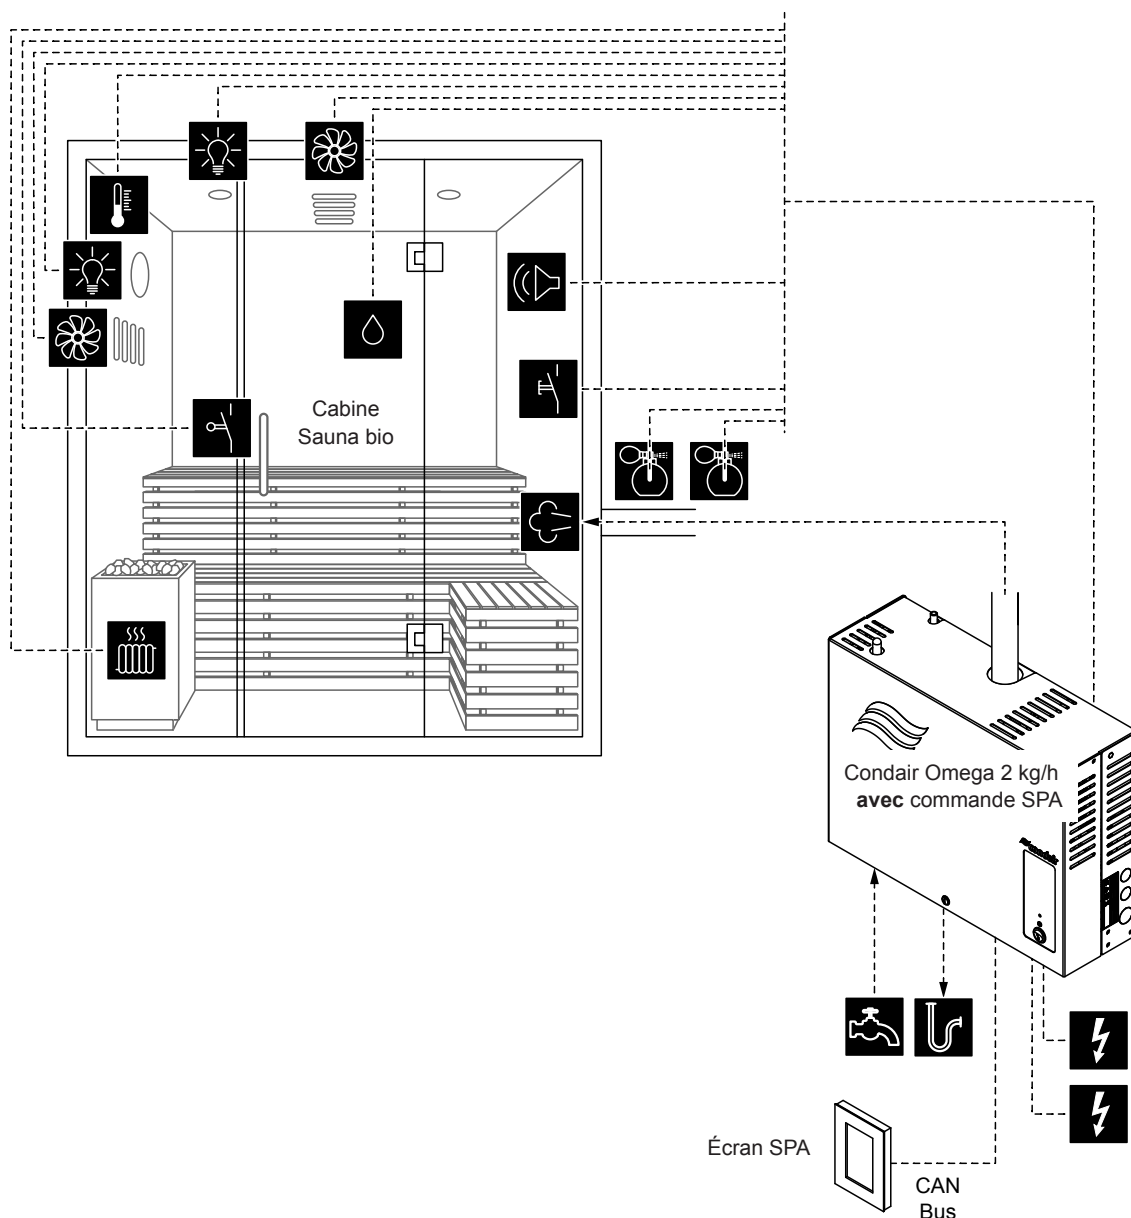 Cabine
Sauna bio
Condair Omega 2 kg/h
avec commande SPA
Écran SPA
CAN
Bus